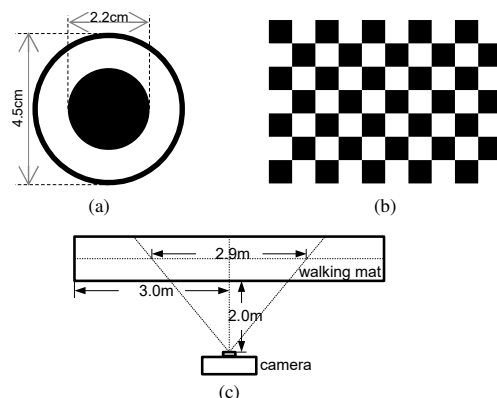 2.2cm
4.5cm
(a)
(b)
2.9m
walking mat
3.0m
2.0m
camera
(c)